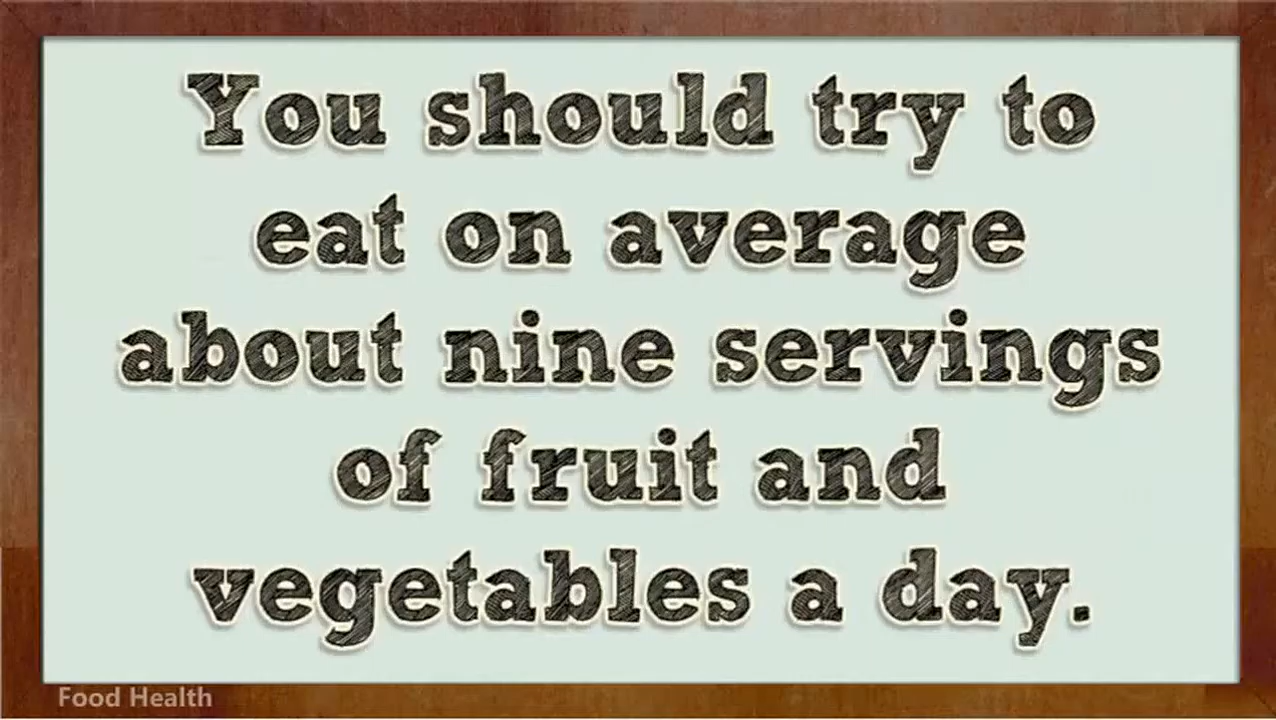 You should try to
eat on average
about nine servings
of fruit and
vegetables a day.
Food Health